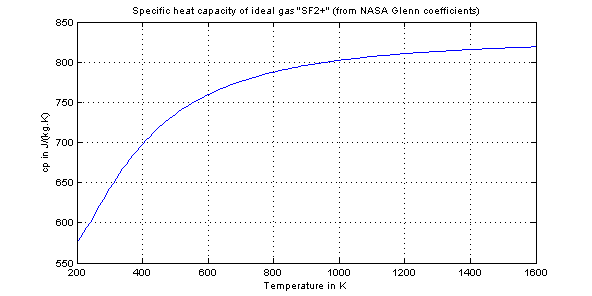 Specific heat capacity of ideal gas "SF2+" (from NASA Glenn coefficients)
850
800
750
700
650
600
550
cp in J/(kg.K)
200 400 600 800 1000 1200 1400 1600
Temperature in K